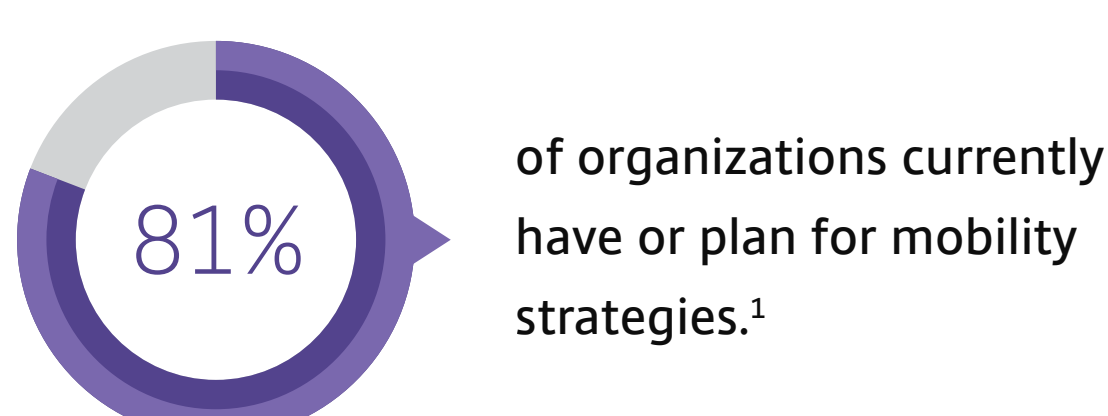 81%
of organizations currently
have or plan for mobility
strategies.¹